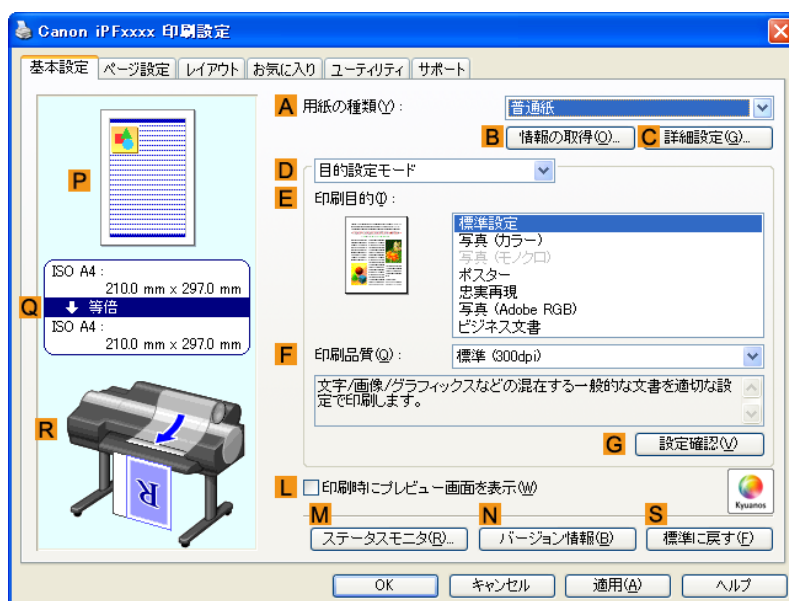 Canon iPFxxxx 印刷設定
基本設定 ページ設定 レイアウト お気に入り ユーティリティ サポート
A 用紙の種類(Y): 普通紙
B 情報の取得(O)... C 詳細設定(G)...
P
D 目的設定モード
E 印刷目的(I):
標準設定
写真 (カラー)
写真 (モノクロ)
ポスター
忠実再現
写真 (Adobe RGB)
ビジネス文書
ISO A4 :
210.0 mm × 297.0 mm
Q 等倍
ISO A4 :
210.0 mm × 297.0 mm
F 印刷品質(Q): 標準 (300dpi)
文字/画像/グラフィックスなどの混在する一般的な文書を適切な設
定で印刷します。
R
G 設定確認(V)
L 印刷時にプレビュー画面を表示(W)
Kyuanos
M N S
ステータスモニタ(R)... バージョン情報(B) 標準に戻す(F)
OK キャンセル 適用(A) ヘルプ